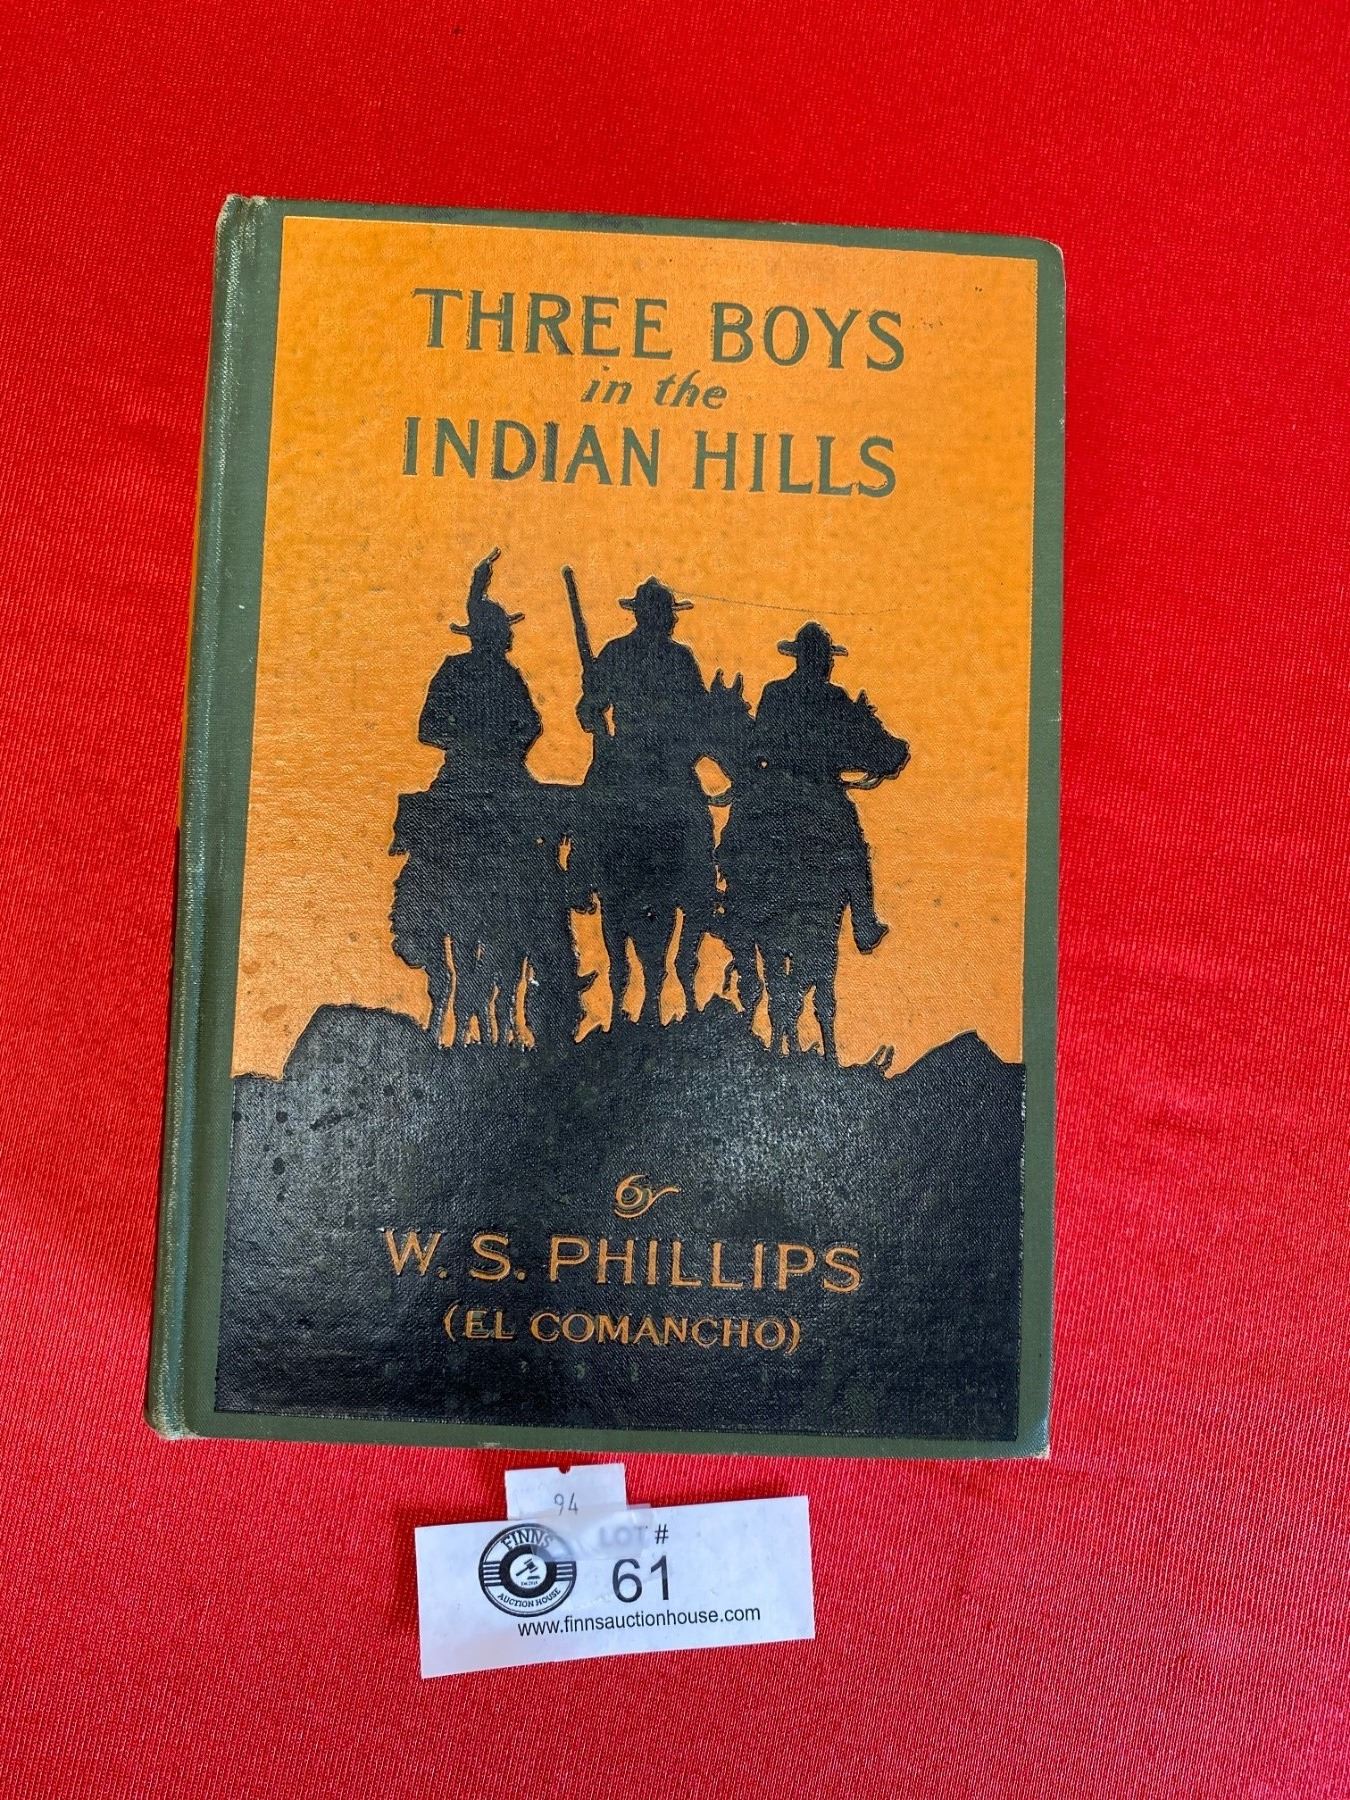 THREE BOYS
in the
INDIAN HILLS
by
W. S. PHILLIPS
(EL COMANCHO)
94
LOT #
FINNS
61
AUCTION HOUSE
www.finnsauctionhouse.com